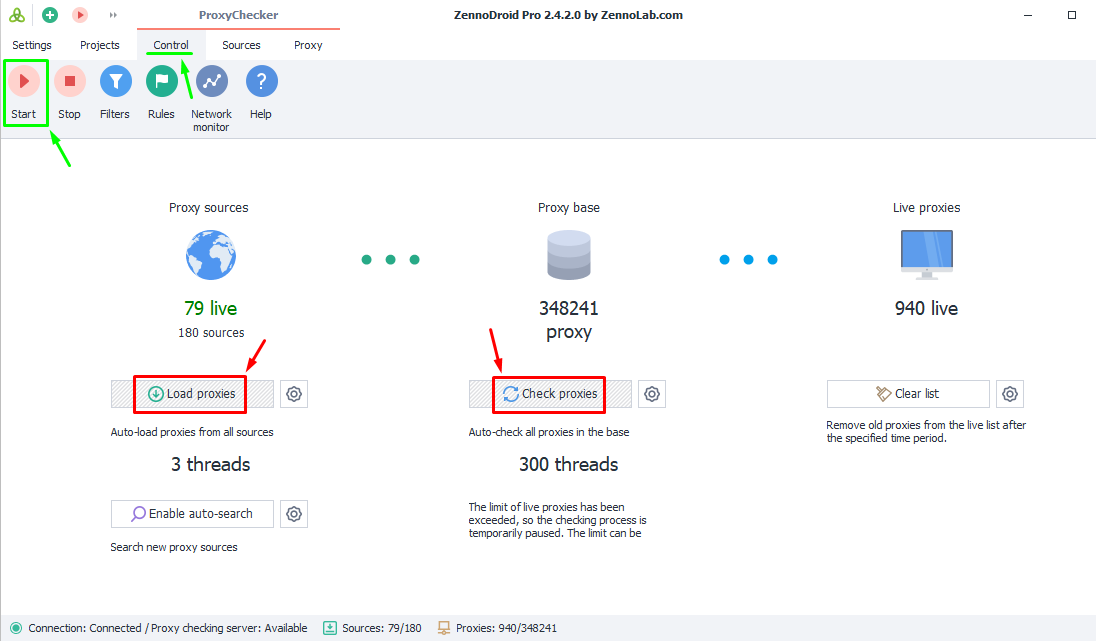 ProxyChecker
ZennoDroid Pro 2.4.2.0 by ZennoLab.com
Settings
Projects
Control
Sources
Proxy
Start
Stop
Filters
Rules
Network
monitor
Help
Proxy sources
79 live
180 sources
Load proxies
Auto-load proxies from all sources
3 threads
Enable auto-search
Search new proxy sources
Proxy base
348241
proxy
Check proxies
Auto-check all proxies in the base
300 threads
The limit of live proxies has been
exceeded, so the checking process is
temporarily paused. The limit can be
Live proxies
940 live
Clear list
Remove old proxies from the live list after
the specified time period.
Connection: Connected / Proxy checking server: Available
Sources: 79/180
Proxies: 940/348241